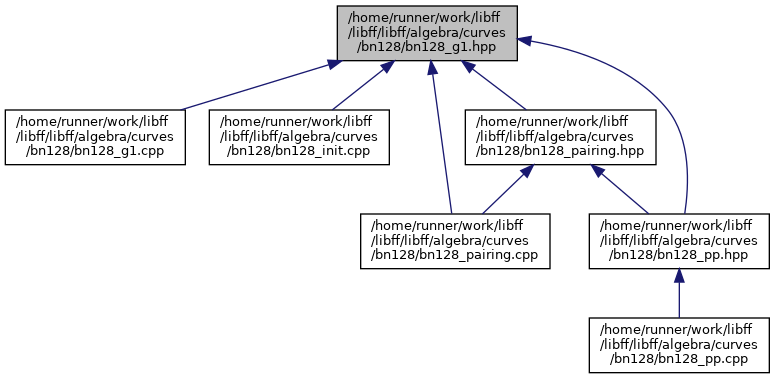 /home/runner/work/libff
/libff/libff/algebra/curves
/bn128/bn128_g1.hpp
/home/runner/work/libff
/libff/libff/algebra/curves
/bn128/bn128_g1.cpp
/home/runner/work/libff
/libff/libff/algebra/curves
/bn128/bn128_init.cpp
/home/runner/work/libff
/libff/libff/algebra/curves
/bn128/bn128_pairing.hpp
/home/runner/work/libff
/libff/libff/algebra/curves
/bn128/bn128_pairing.cpp
/home/runner/work/libff
/libff/libff/algebra/curves
/bn128/bn128_pp.hpp
/home/runner/work/libff
/libff/libff/algebra/curves
/bn128/bn128_pp.cpp